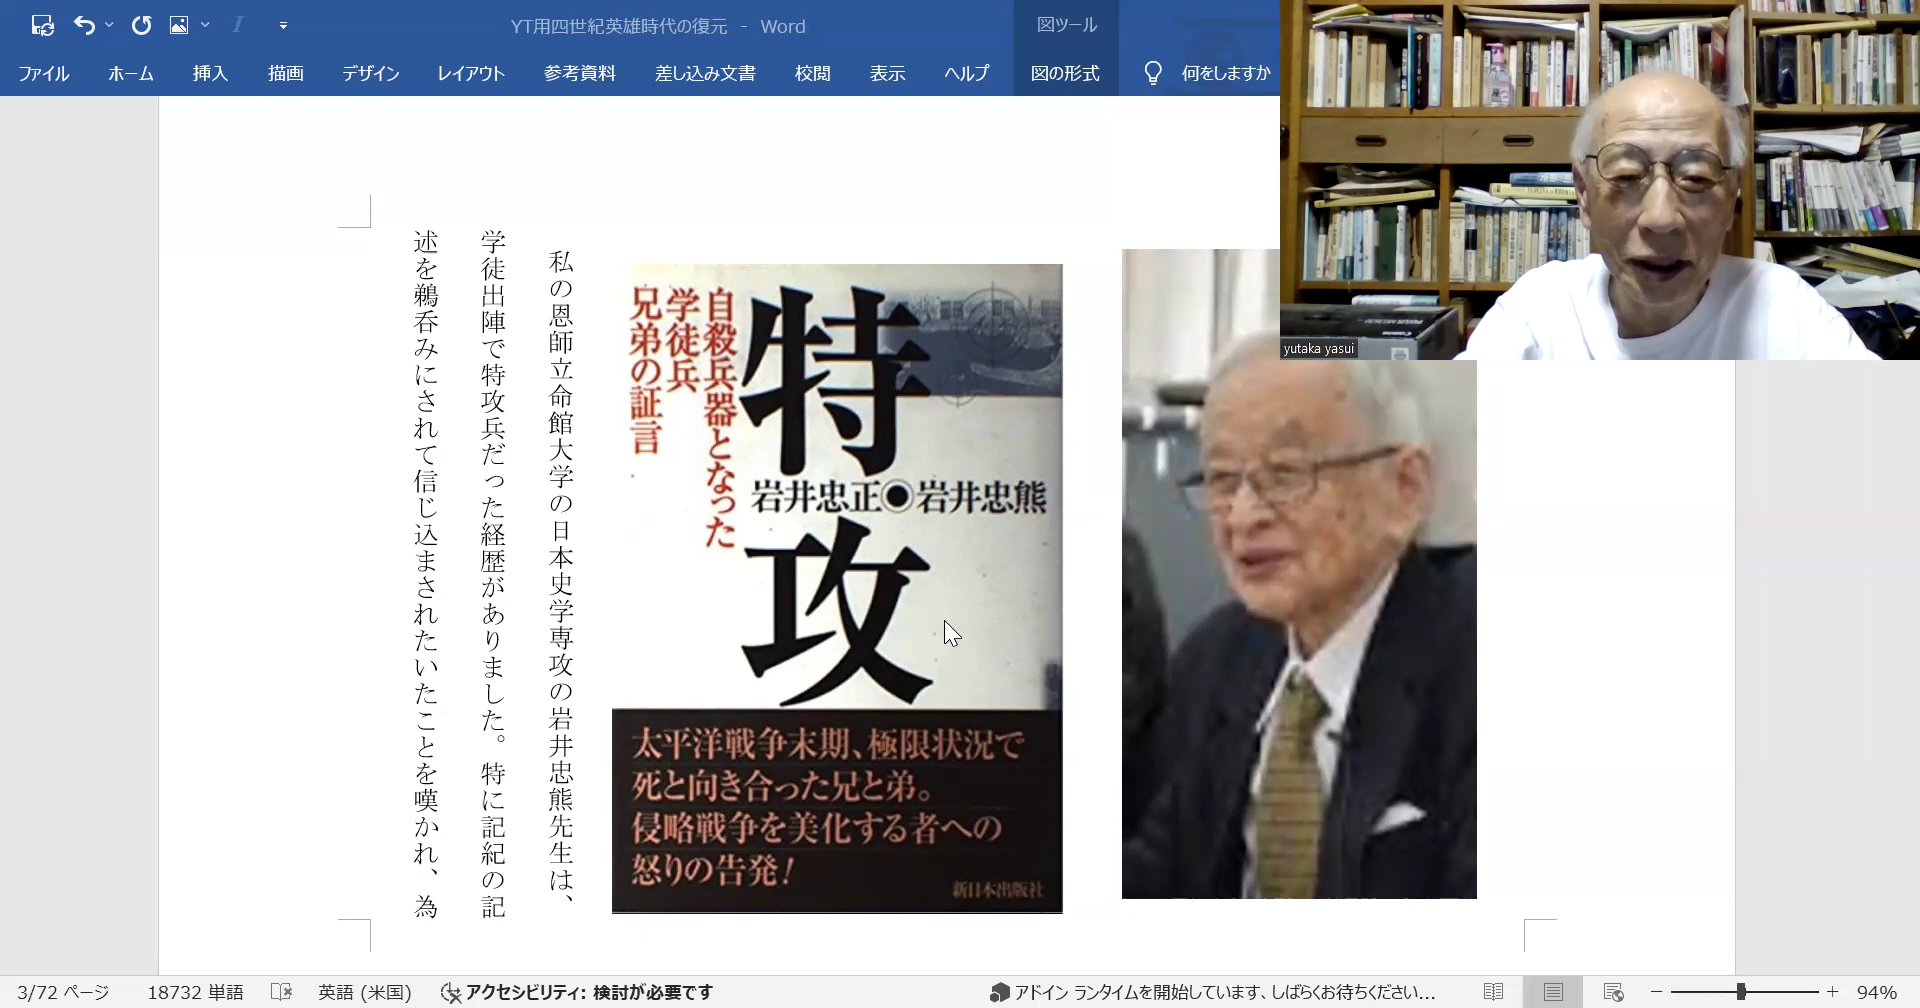 YT用四世紀英雄時代の復元 - Word
図ツール
ファイル
ホーム
挿入
描画
デザイン
レイアウト
参考資料
差し込み文書
校閲
表示
ヘルプ
図の形式
何をしますか
yutaka yasui
特攻
岩井忠正●岩井忠熊
自殺兵器となった
学徒兵
兄弟の証言
太平洋戦争末期、極限状況で
死と向き合った兄と弟。
侵略戦争を美化する者への
怒りの告発!
新日本出版社
私の恩師立命館大学の日本史学専攻の岩井忠熊先生は、
学徒出陣で特攻兵だった経歴がありました。特に記紀の記
述を鵜呑みにされて信じ込まされたいたことを嘆かれ、為
3/72 ページ
18732 単語
英語 (米国)
アクセシビリティ: 検討が必要です
アドイン ランタイムを開始しています、しばらくお待ちください...
94%